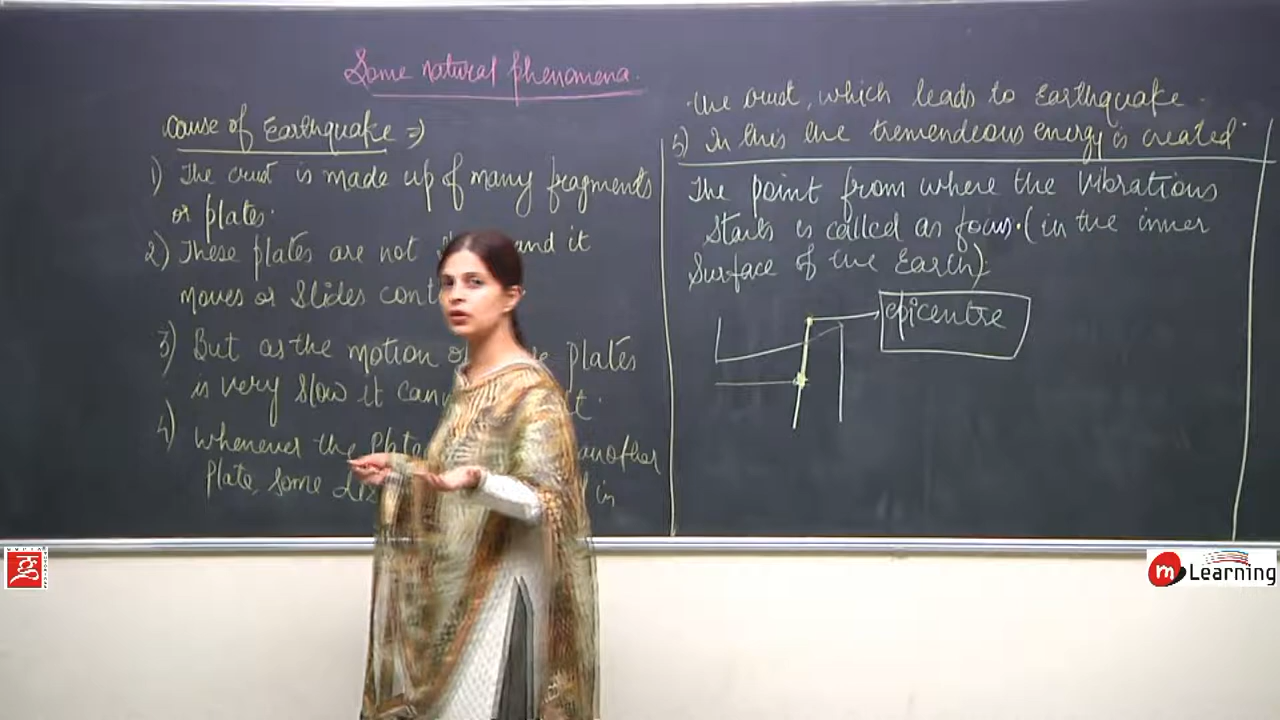 Some natural phenomena.
Cause of Earthquake ⇒
1) The crust is made up of many fragments
or plates.
2) These plates are not and it
moves or slides
3) But as the motion plates
is very slow it
4) Whenever the another
plate, some in
the crust, which leads to Earthquake.
5) In this the tremendeous energy is created.
The point from where the vibrations
starts is called as focus. (in the inner
surface of the Earth).
epicentre
m Learning